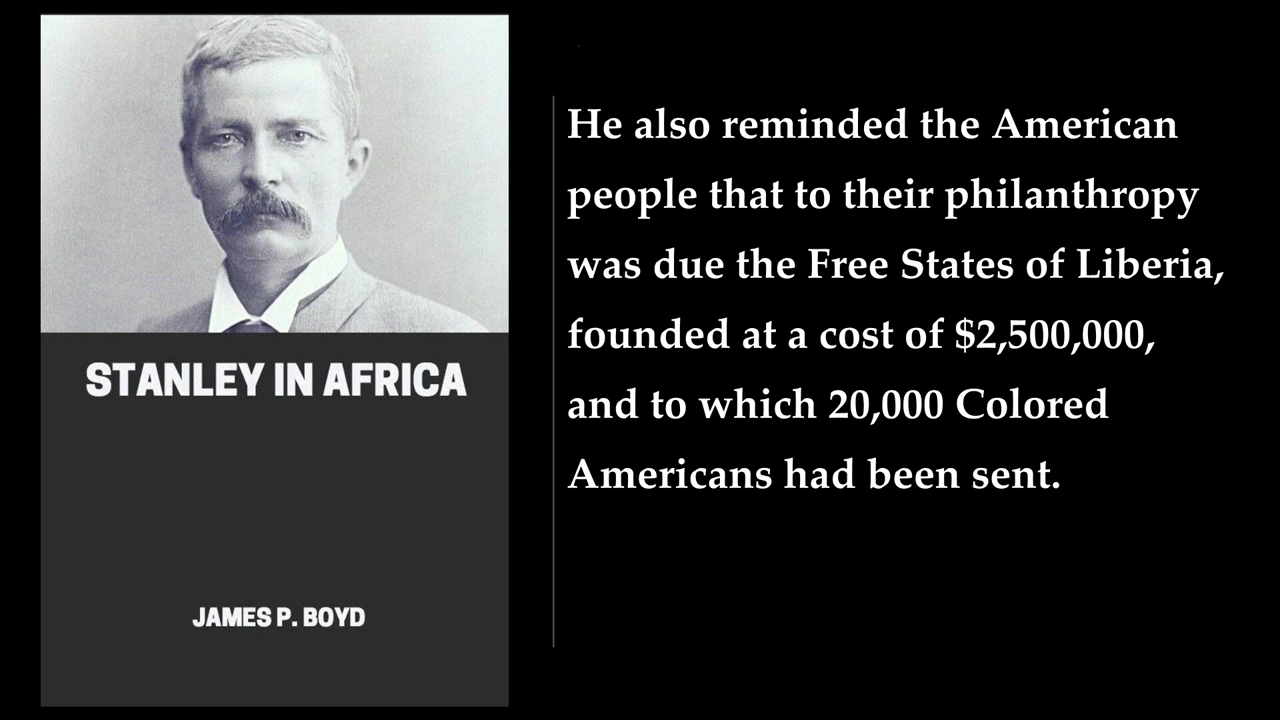 STANLEY IN AFRICA
JAMES P. BOYD
He also reminded the American
people that to their philanthropy
was due the Free States of Liberia,
founded at a cost of $2,500,000,
and to which 20,000 Colored
Americans had been sent.